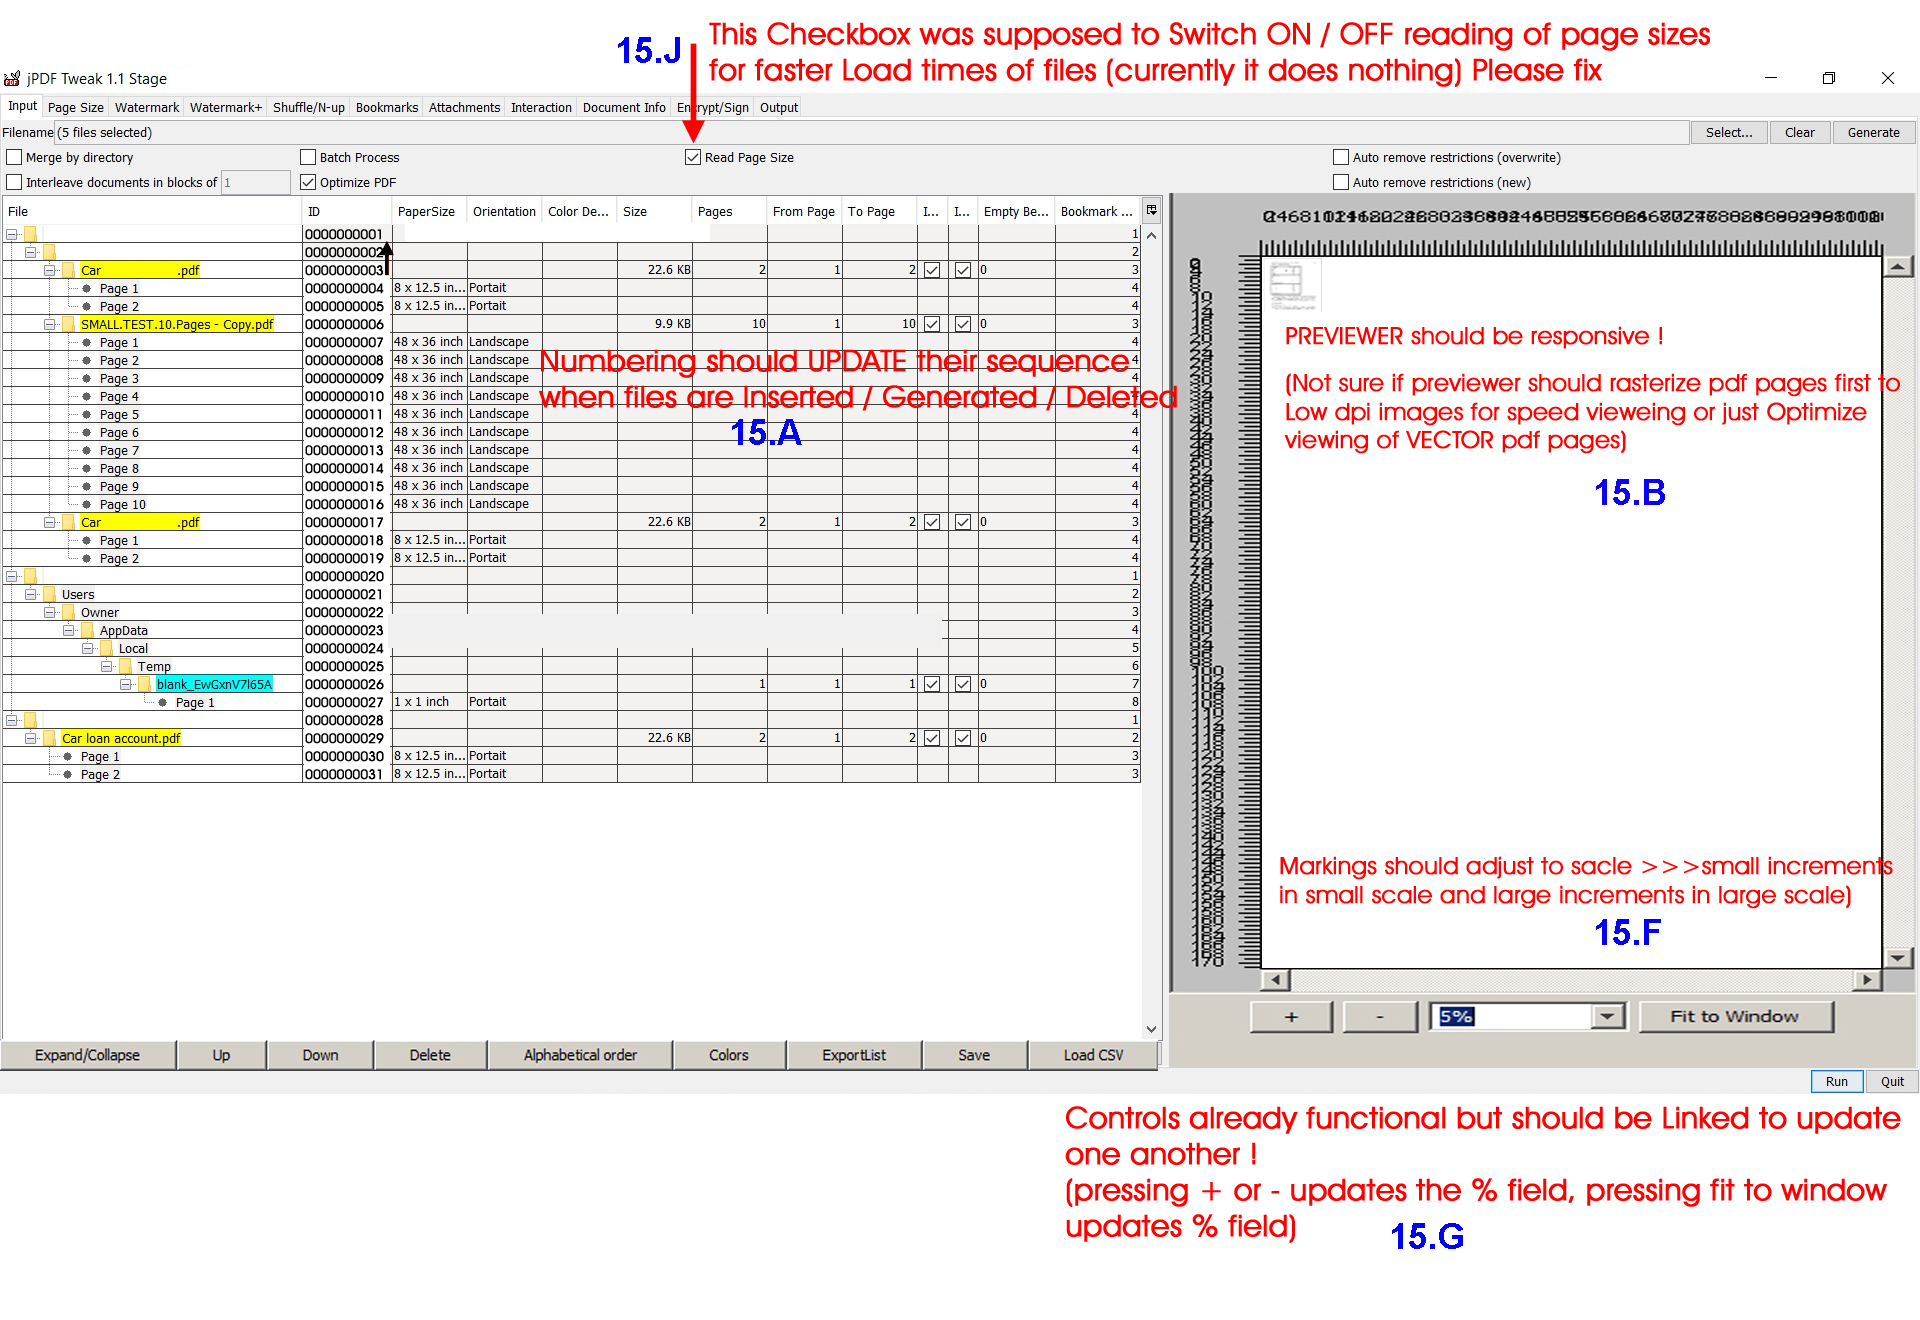 15.J
This Checkbox was supposed to Switch ON / OFF reading of page sizes
for faster Load times of files (currently it does nothing) Please fix
jPDF Tweak 1.1 Stage
Input Page Size Watermark Watermark+ Shuffle/N-up Bookmarks Attachments Interaction Document Info Encrypt/Sign Output
Filename (5 files selected) Select... Clear Generate
Merge by directory Batch Process Read Page Size Auto remove restrictions (overwrite)
Interleave documents in blocks of 1 Optimize PDF Auto remove restrictions (new)
File ID PaperSize Orientation Color De... Size Pages From Page To Page I... I... Empty Be... Bookmark ...
0000000001 1
0000000002 2
Car .pdf 0000000003 22.6 KB 2 1 2 0 3
Page 1 0000000004 8 x 12.5 in... Portait 4
Page 2 0000000005 8 x 12.5 in... Portait 4
SMALL.TEST.10.Pages - Copy.pdf 0000000006 9.9 KB 10 1 10 0 3
Page 1 0000000007 48 x 36 inch Landscape 4
Page 2 0000000008 48 x 36 inch Landscape 4
Page 3 0000000009 48 x 36 inch Landscape 4
Page 4 0000000010 48 x 36 inch Landscape
Page 5 0000000011 48 x 36 inch Landscape 4
Page 6 0000000012 48 x 36 inch Landscape 4
Page 7 0000000013 48 x 36 inch Landscape 4
Page 8 0000000014 48 x 36 inch Landscape 4
Page 9 0000000015 48 x 36 inch Landscape 4
Page 10 0000000016 48 x 36 inch Landscape 4
Car .pdf 0000000017 22.6 KB 2 1 2 0 3
Page 1 0000000018 8 x 12.5 in... Portait 4
Page 2 0000000019 8 x 12.5 in... Portait 4
0000000020 1
Users 0000000021 2
Owner 0000000022 3
AppData 0000000023 4
Local 0000000024 5
Temp 0000000025 6
blank_EwGxnV7l65A 0000000026 1 1 1 0 7
Page 1 0000000027 1 x 1 inch Portait 8
0000000028 1
Car loan account.pdf 0000000029 22.6 KB 2 1 2 0 2
Page 1 0000000030 8 x 12.5 in... Portait 3
Page 2 0000000031 8 x 12.5 in... Portait 3
Numbering should UPDATE their sequence
when files are Inserted / Generated / Deleted
15.A
PREVIEWER should be responsive !
(Not sure if previewer should rasterize pdf pages first to
Low dpi images for speed vieweing or just Optimize
viewing of VECTOR pdf pages)
15.B
Markings should adjust to sacle >>>small increments
in small scale and large increments in large scale)
15.F
+ - 5% Fit to Window
Expand/Collapse Up Down Delete Alphabetical order Colors ExportList Save Load CSV
Run Quit
Controls already functional but should be Linked to update
one another !
(pressing + or - updates the % field, pressing fit to window
updates % field)
15.G